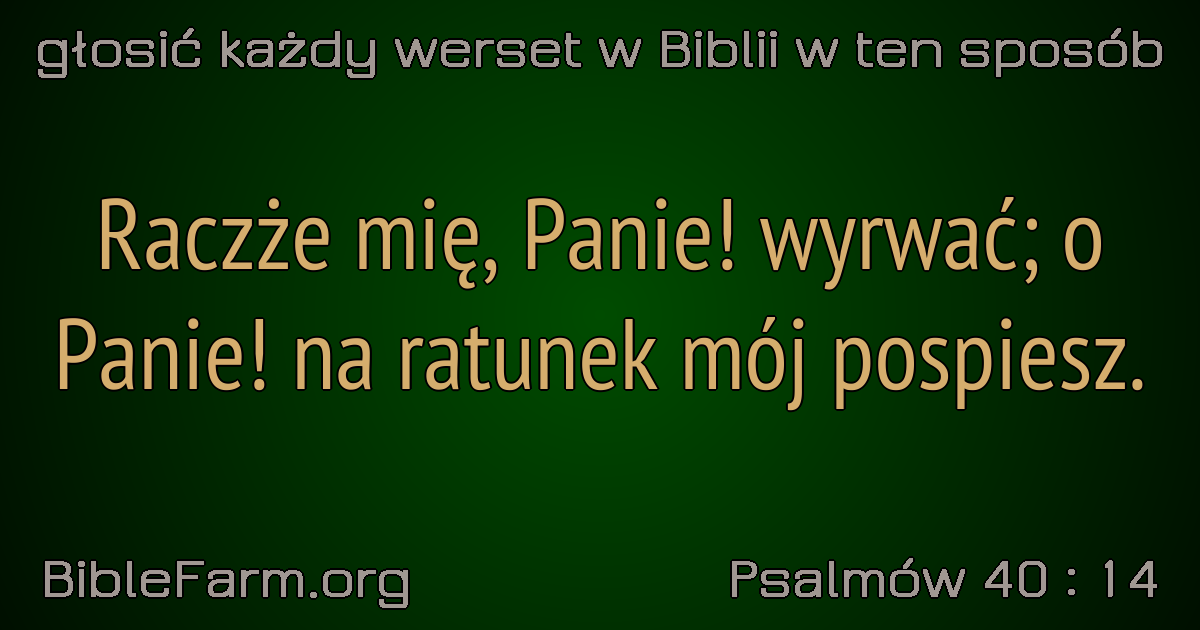 głosić każdy werset w Biblii w ten sposób
Raczże mię, Panie! wyrwać; o
Panie! na ratunek mój pospiesz.
BibleFarm.org
Psalmów 40 : 14